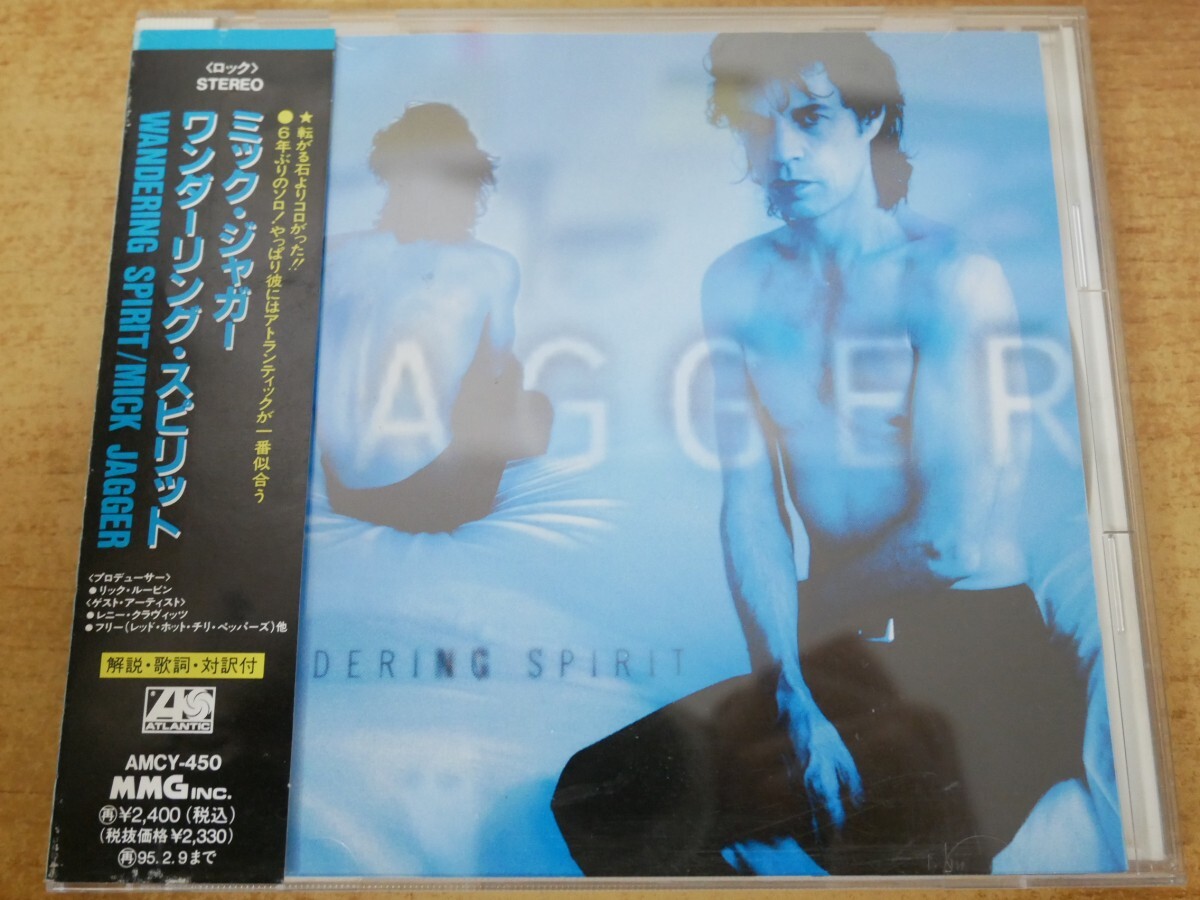 〈ロック〉
STEREO
★転がる石よりコロがった!!
●6年ぶりのソロ!やっぱり彼にはアトランティックが一番似合う
ミック・ジャガー
ワンダーリング・スピリット
WANDERING SPIRIT/MICK JAGGER
〈プロデューサー〉
●リック・ルービン
〈ゲスト・アーティスト〉
●レニー・クラヴィッツ
●フリー(レッド・ホット・チリ・ペッパーズ)他
解説・歌詞・対訳付
ATLANTIC
AMCY-450
MMG INC.
再¥2,400(税込)
(税抜価格¥2,330)
再95.2.9まで
AGGER
DERING SPIRIT